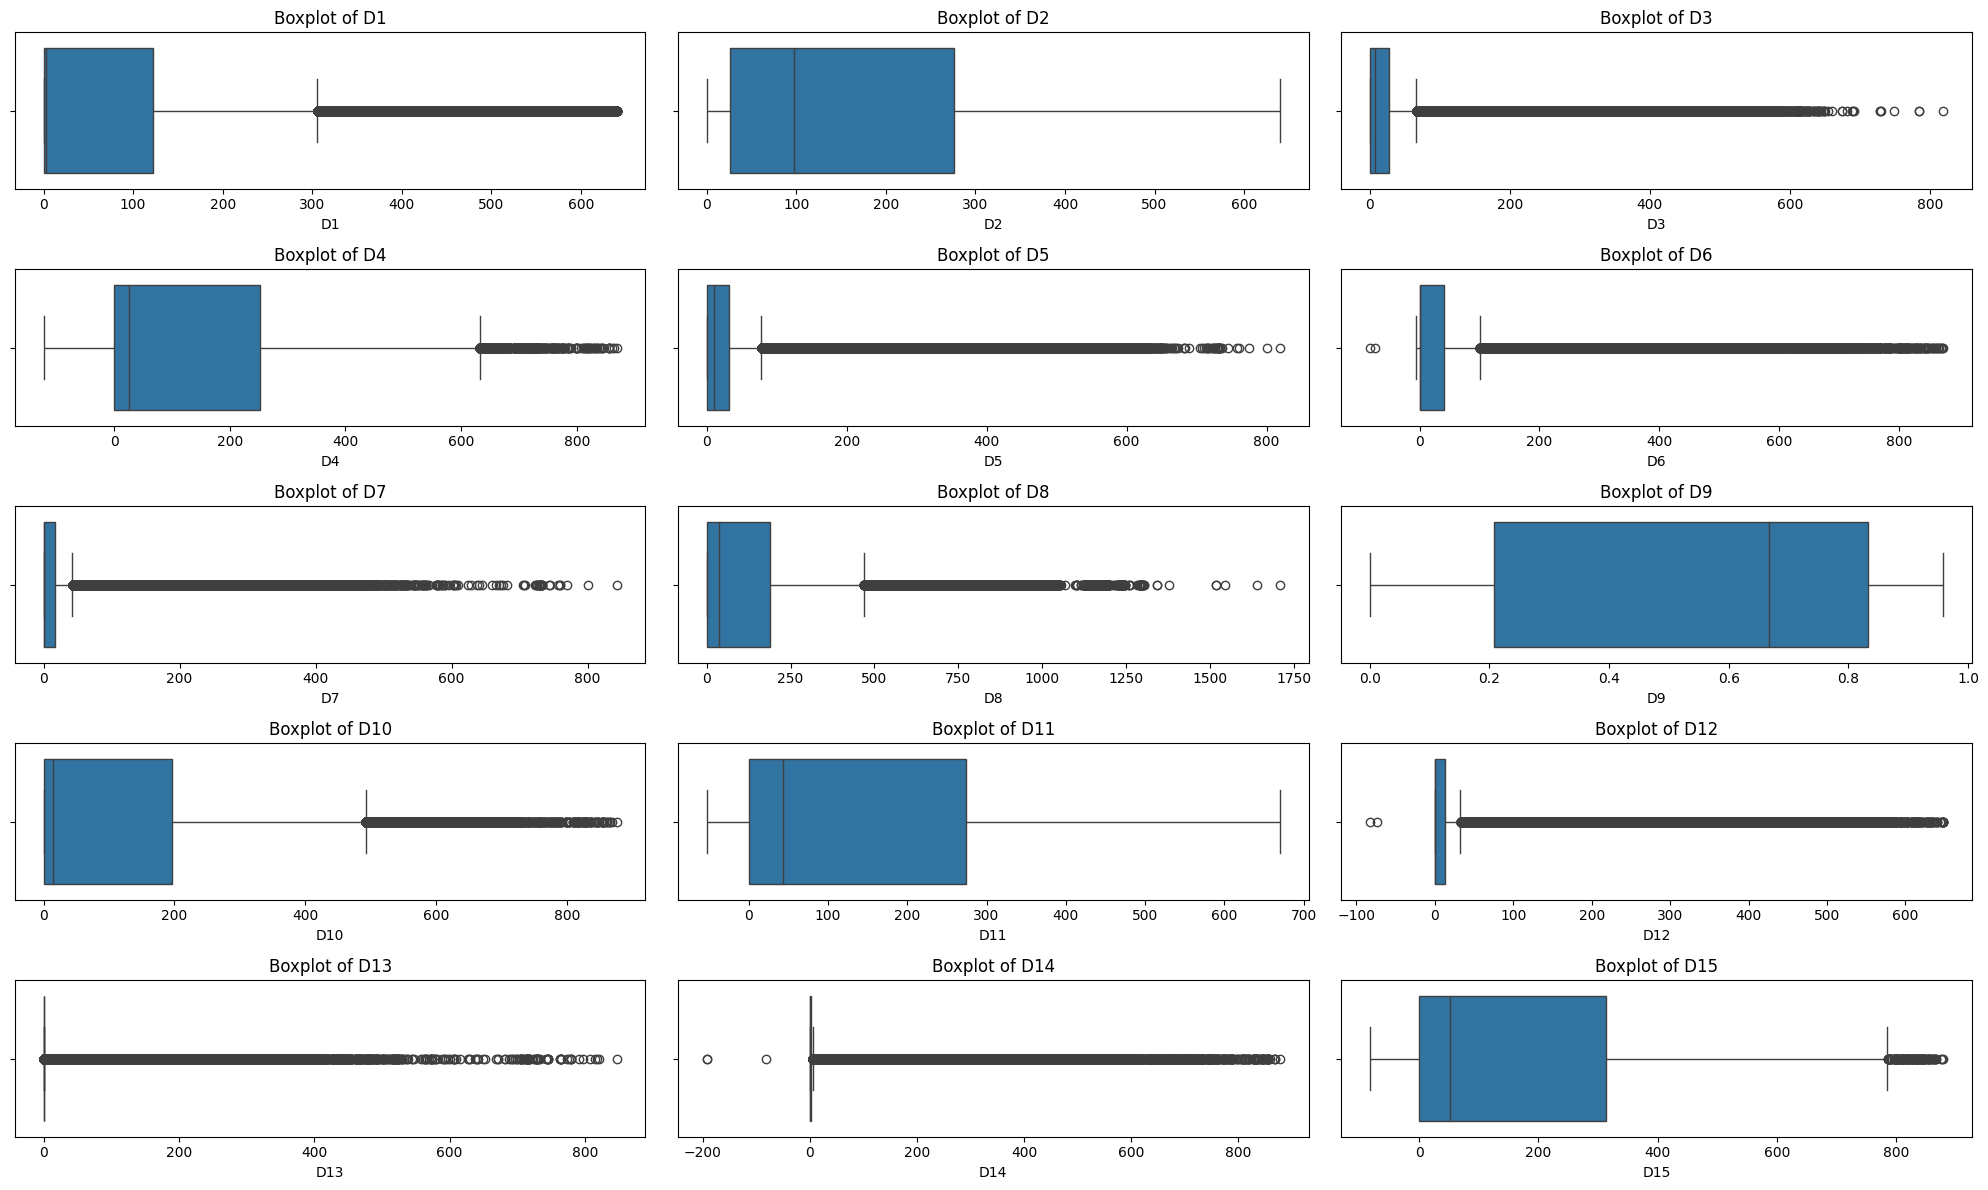 Boxplot of D1
0 100 200 300 400 500 600
D1
Boxplot of D2
0 100 200 300 400 500 600
D2
Boxplot of D3
0 200 400 600 800
D3
Boxplot of D4
0 200 400 600 800
D4
Boxplot of D5
0 200 400 600 800
D5
Boxplot of D6
0 200 400 600 800
D6
Boxplot of D7
0 200 400 600 800
D7
Boxplot of D8
0 250 500 750 1000 1250 1500 1750
D8
Boxplot of D9
0.0 0.2 0.4 0.6 0.8 1.0
D9
Boxplot of D10
0 200 400 600 800
D10
Boxplot of D11
0 100 200 300 400 500 600 700
D11
Boxplot of D12
−100 0 100 200 300 400 500 600
D12
Boxplot of D13
0 200 400 600 800
D13
Boxplot of D14
−200 0 200 400 600 800
D14
Boxplot of D15
0 200 400 600 800
D15